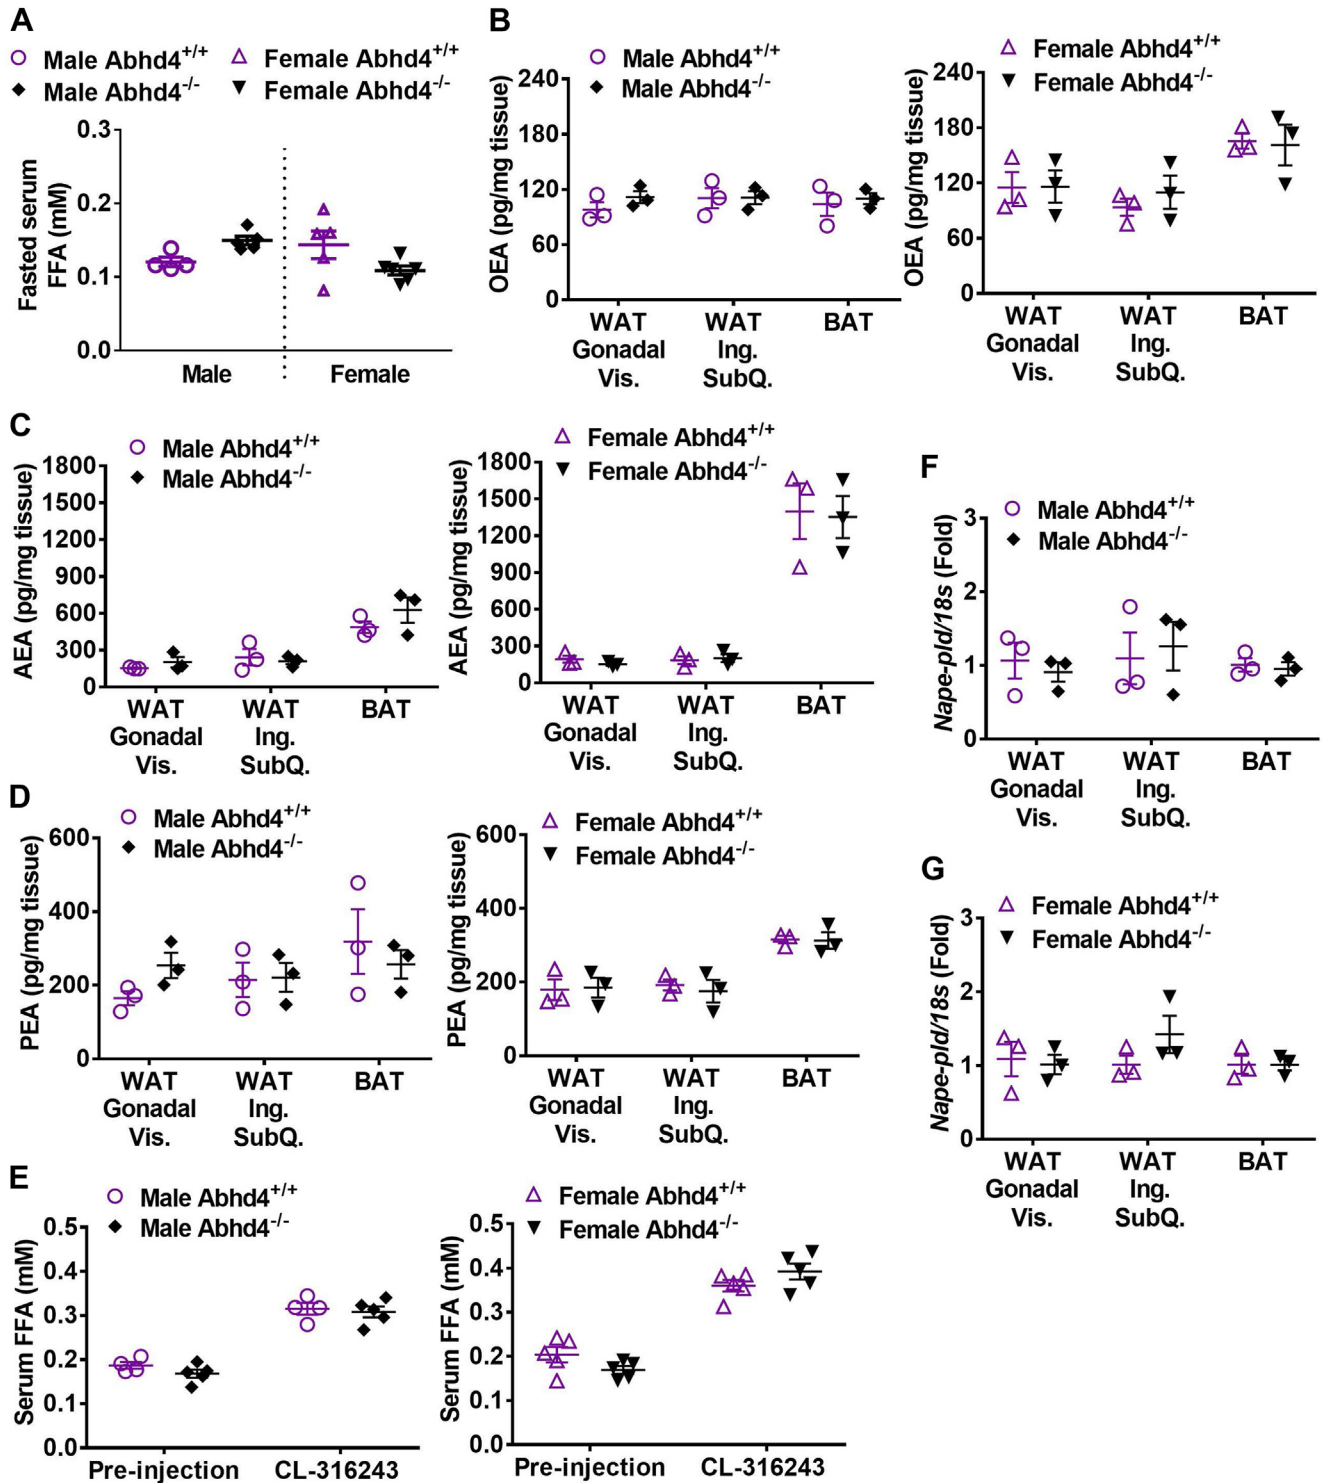 A
Male Abhd4+/+
Female Abhd4+/+
Male Abhd4-/-
Female Abhd4-/-
Fasted serum
FFA (mM)
0.3
0.2
0.1
0.0
Male
Female
B
Male Abhd4+/+
Male Abhd4-/-
OEA (pg/mg tissue)
240
180
120
60
0
WAT
Gonadal
Vis.
WAT
Ing.
SubQ.
BAT
Female Abhd4+/+
Female Abhd4-/-
OEA (pg/mg tissue)
240
180
120
60
0
WAT
Gonadal
Vis.
WAT
Ing.
SubQ.
BAT
C
Male Abhd4+/+
Male Abhd4-/-
AEA (pg/mg tissue)
1800
1500
1200
900
600
300
0
WAT
Gonadal
Vis.
WAT
Ing.
SubQ.
BAT
Female Abhd4+/+
Female Abhd4-/-
AEA (pg/mg tissue)
1800
1500
1200
900
600
300
0
WAT
Gonadal
Vis.
WAT
Ing.
SubQ.
BAT
D
Male Abhd4+/+
Male Abhd4-/-
PEA (pg/mg tissue)
600
400
200
0
WAT
Gonadal
Vis.
WAT
Ing.
SubQ.
BAT
Female Abhd4+/+
Female Abhd4-/-
PEA (pg/mg tissue)
600
400
200
0
WAT
Gonadal
Vis.
WAT
Ing.
SubQ.
BAT
E
Male Abhd4+/+
Male Abhd4-/-
Serum FFA (mM)
0.5
0.4
0.3
0.2
0.1
0.0
Pre-injection
CL-316243
Female Abhd4+/+
Female Abhd4-/-
Serum FFA (mM)
0.5
0.4
0.3
0.2
0.1
0.0
Pre-injection
CL-316243
F
Male Abhd4+/+
Male Abhd4-/-
Nape-pld/18s (Fold)
3
2
1
0
WAT
Gonadal
Vis.
WAT
Ing.
SubQ.
BAT
G
Female Abhd4+/+
Female Abhd4-/-
Nape-pld/18s (Fold)
3
2
1
0
WAT
Gonadal
Vis.
WAT
Ing.
SubQ.
BAT